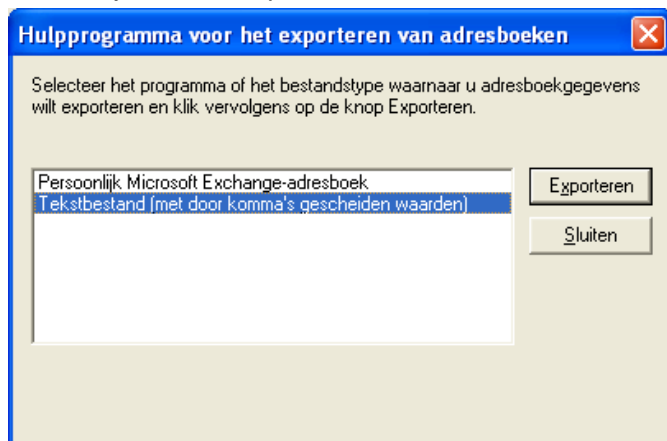 Hulpprogramma voor het exporteren van adresboeken
Selecteer het programma of het bestandstype waarnaar u adresboekgegevens
wilt exporteren en klik vervolgens op de knop Exporteren.
Persoonlijk Microsoft Exchange-adresboek
Tekstbestand (met door komma's gescheiden waarden)
Exporteren
Sluiten